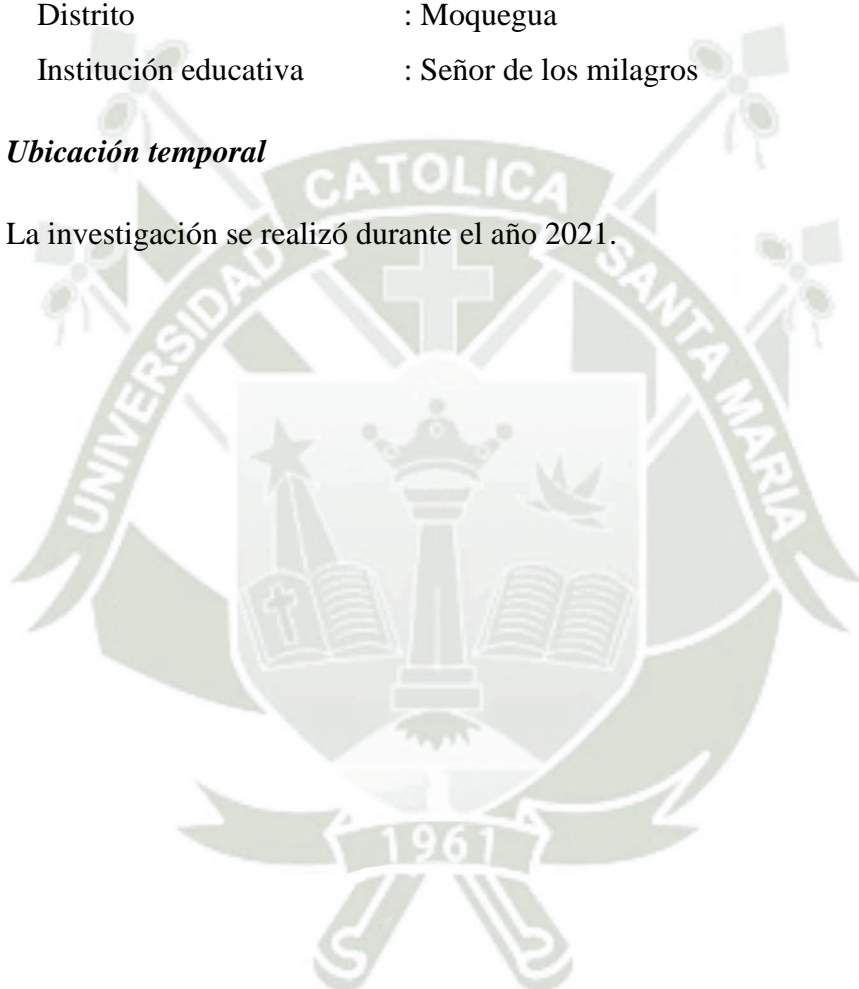 Distrito : Moquegua
Institución educativa : Señor de los milagros
Ubicación temporal
La investigación se realizó durante el año 2021.
UNIVERSIDAD CATOLICA SANTA MARIA
1961